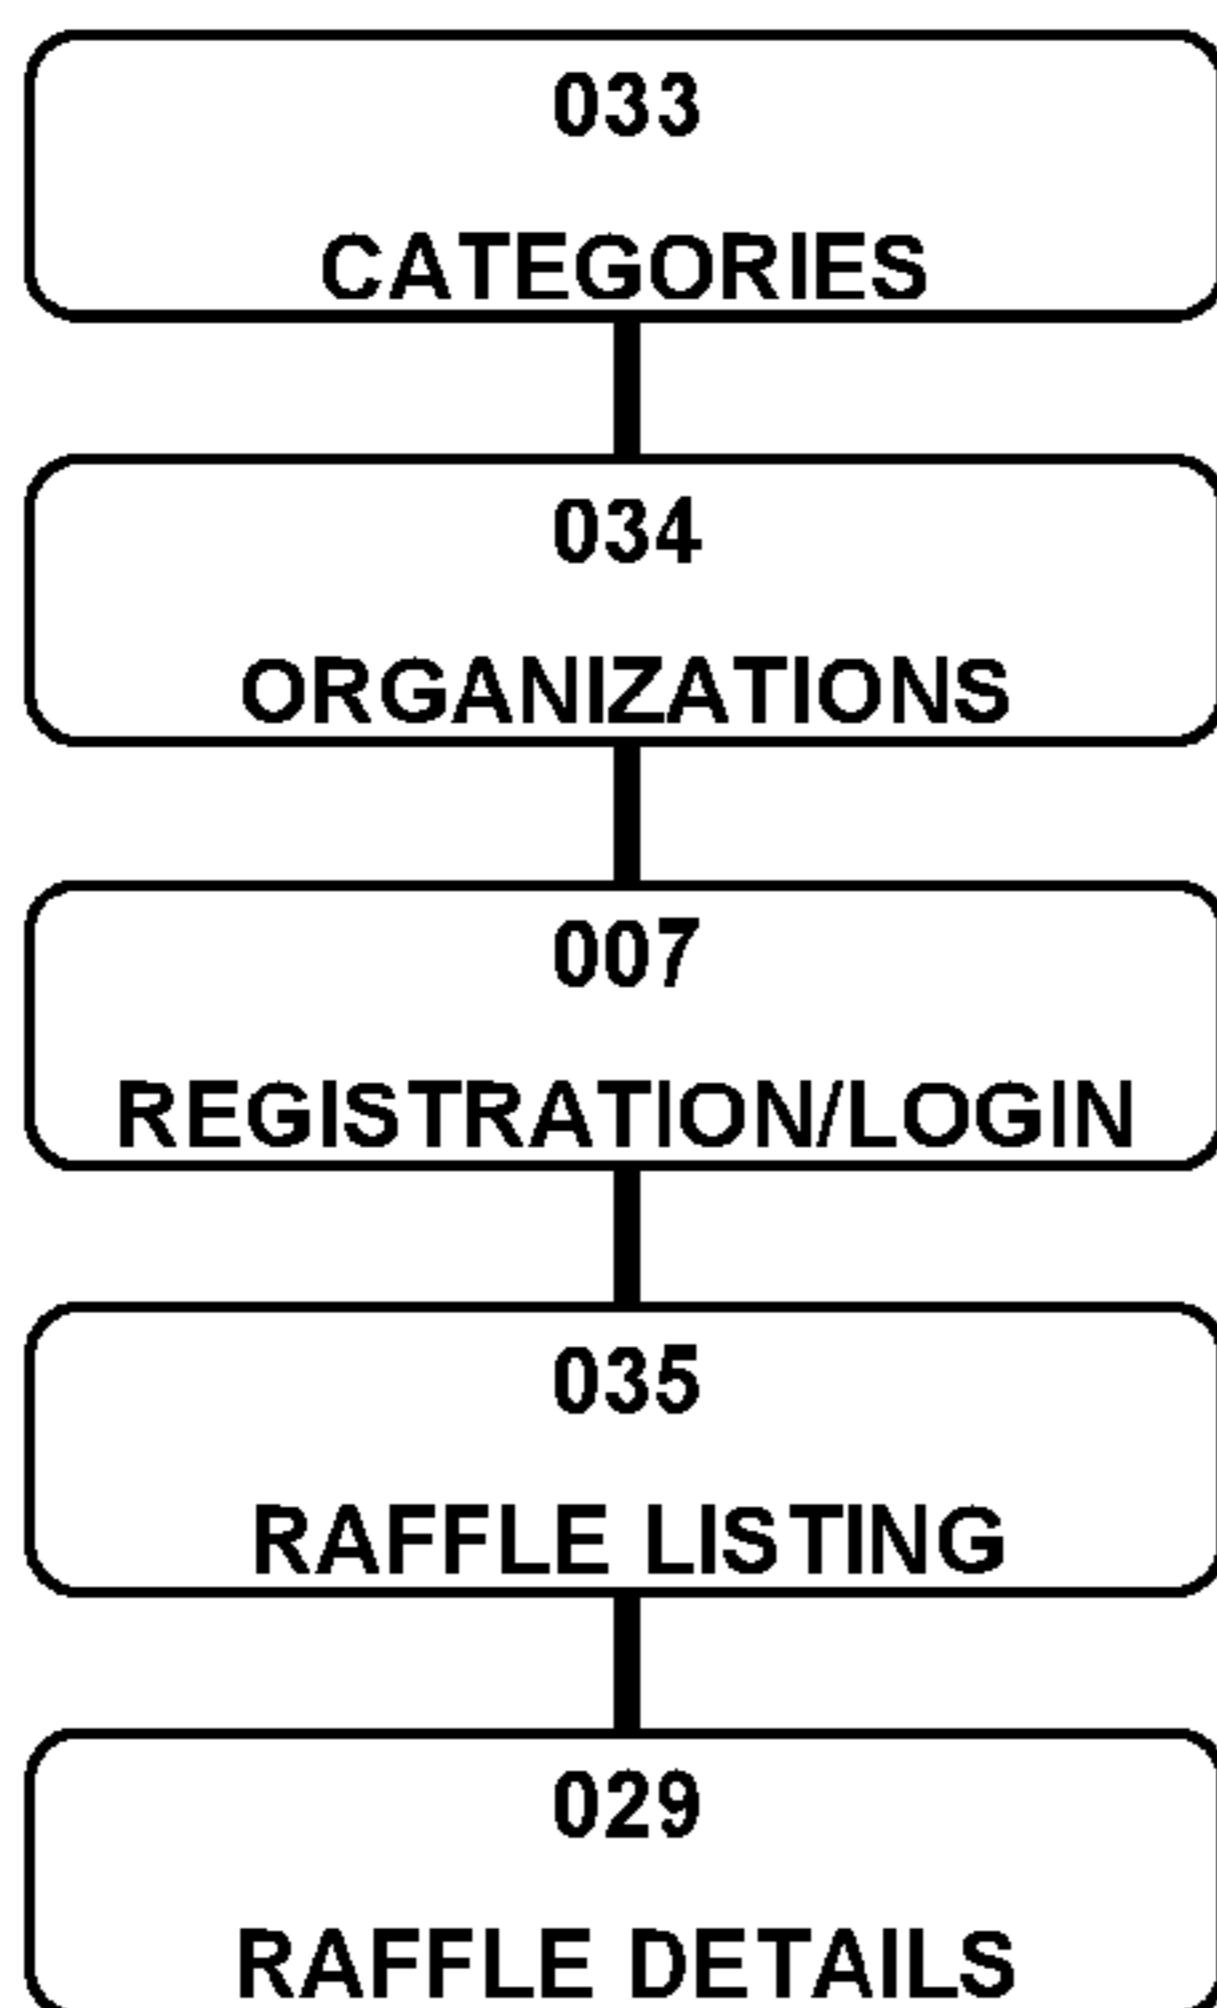 033
CATEGORIES
034
ORGANIZATIONS
007
REGISTRATION/LOGIN
035
RAFFLE LISTING
029
RAFFLE DETAILS